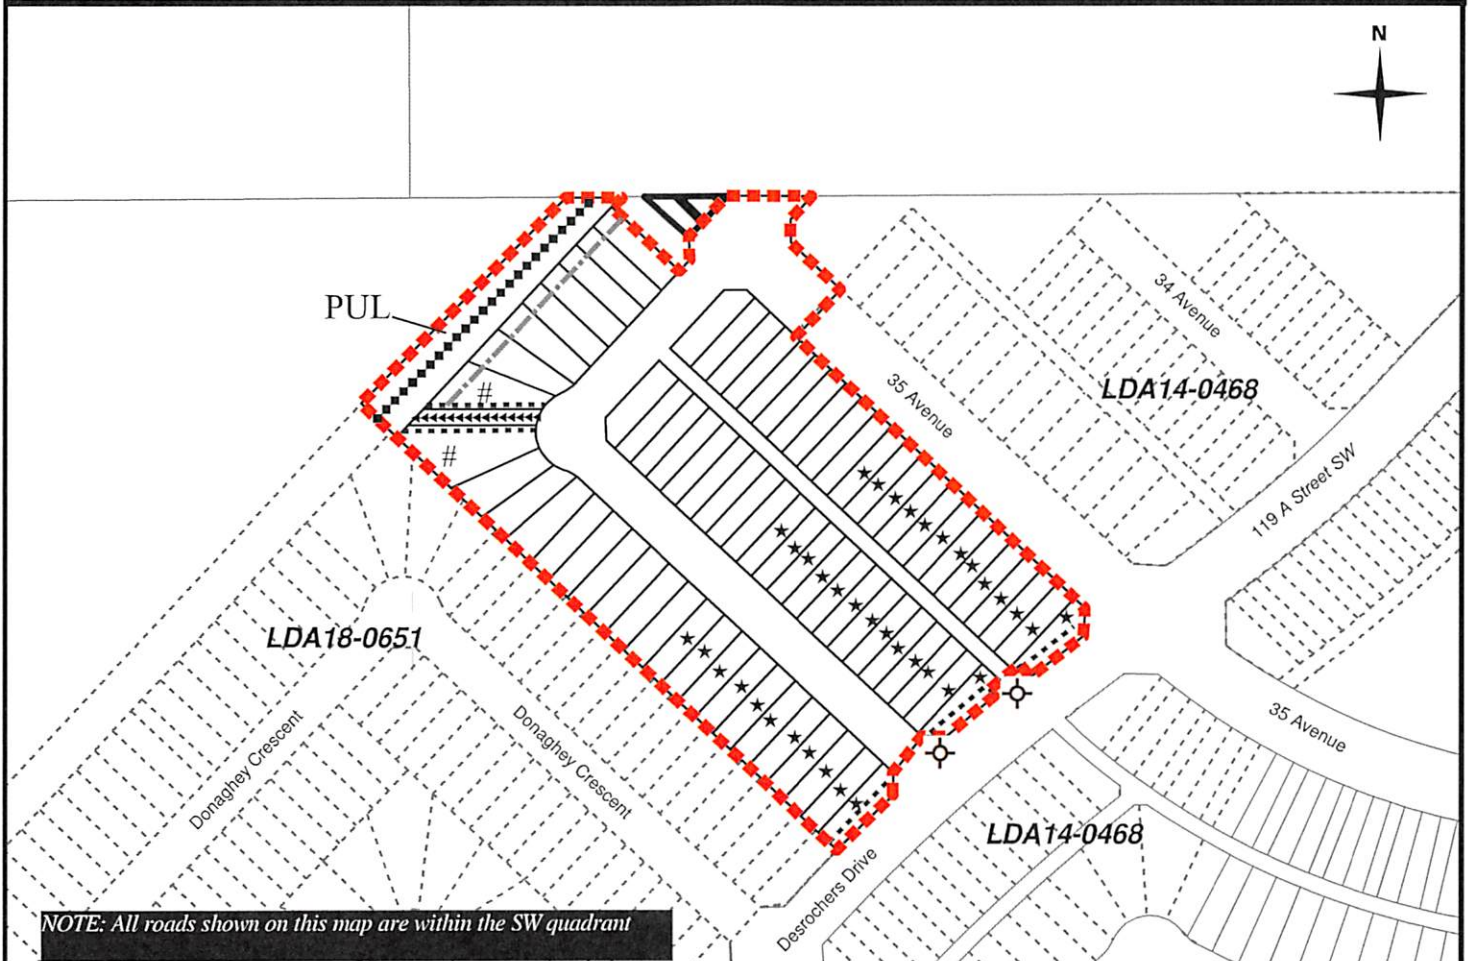 N
PUL
34 Avenue
LDA14-0468
35 Avenue
#
#
119 A Street SW
LDA18-0651
Donaghey Crescent
Donaghey Crescent
35 Avenue
LDA14-0468
Desrochers Drive
NOTE: All roads shown on this map are within the SW quadrant